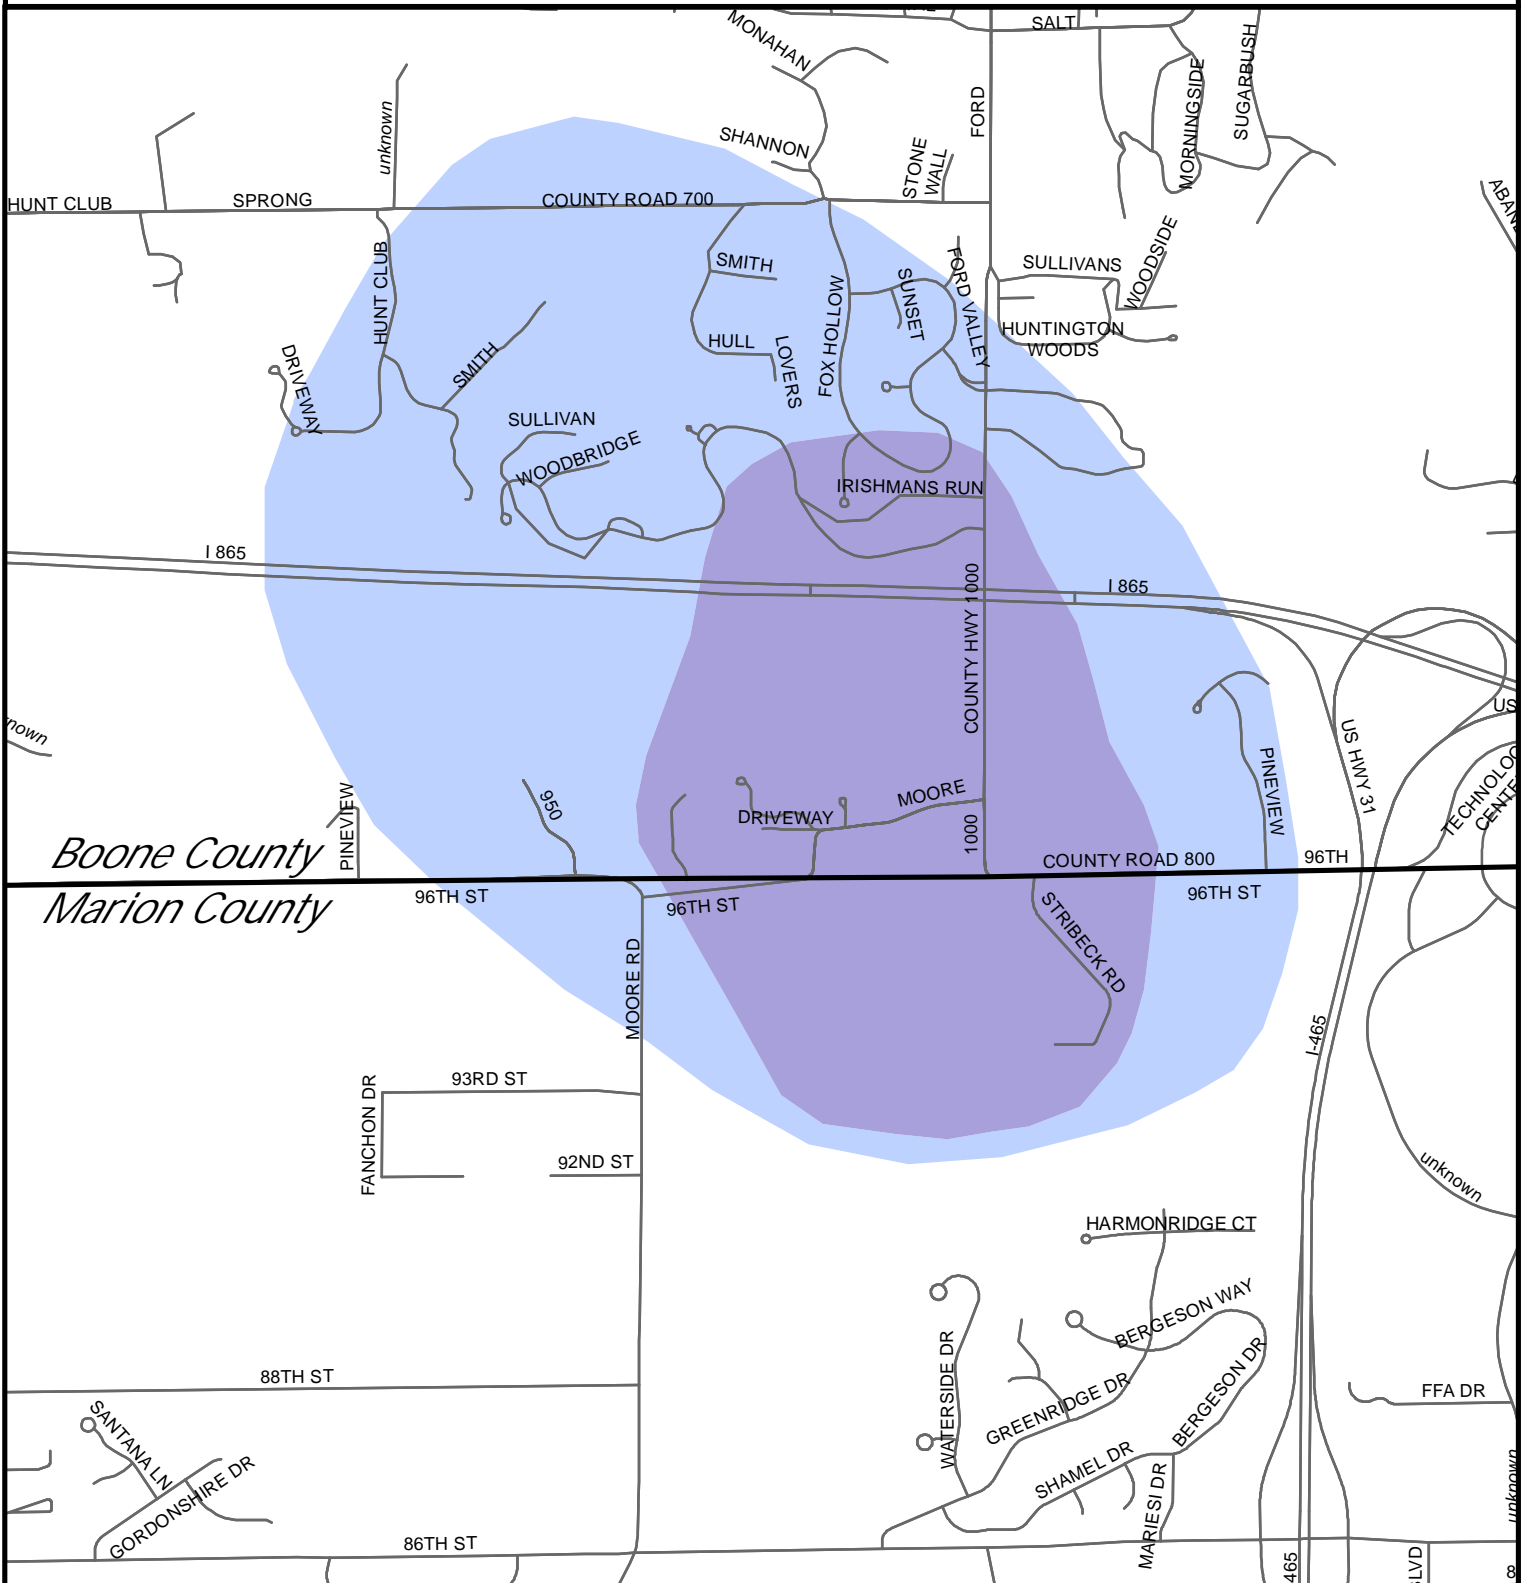 MONAHAN
SALT
SUGARBUSH
MORNINGSIDE
FORD
unknown
SHANNON
STONE
WALL
HUNT CLUB
SPRONG
COUNTY ROAD 700
WOODSIDE
HUNT CLUB
SMITH
SULLIVANS
FORD VALLEY
SUNSET
FOX HOLLOW
HUNTINGTON
WOODS
HULL
LOVERS
DRIVEWAY
SMITH
SULLIVAN
WOODBRIDGE
IRISHMANS RUN
I 865
I 865
COUNTY HWY 1000
US
US HWY 31
PINEVIEW
PINEVIEW
950
MOORE
DRIVEWAY
1000
Boone County
COUNTY ROAD 800
96TH
Marion County
96TH ST
96TH ST
96TH ST
STRIBECK RD
MOORE RD
I-465
93RD ST
FANCHON DR
92ND ST
unknown
HARMONRIDGE CT
BERGESON WAY
WATERSIDE DR
GREENRIDGE DR
BERGESON DR
88TH ST
FFA DR
SANTANA LN
GORDONSHIRE DR
SHAMEL DR
MARIESI DR
unknown
86TH ST
465
8